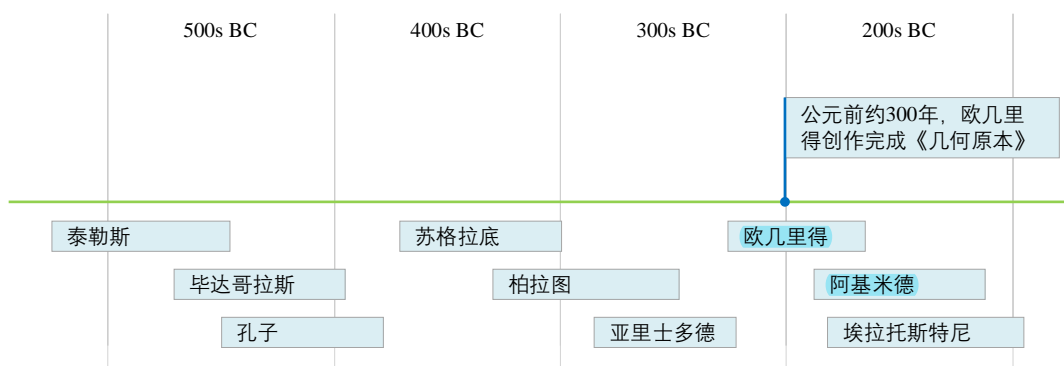 500s BC
400s BC
300s BC
200s BC
公元前约300年，欧几里
得创作完成《几何原本》
泰勒斯
苏格拉底
欧几里得
毕达哥拉斯
柏拉图
阿基米德
孔子
亚里士多德
埃拉托斯特尼